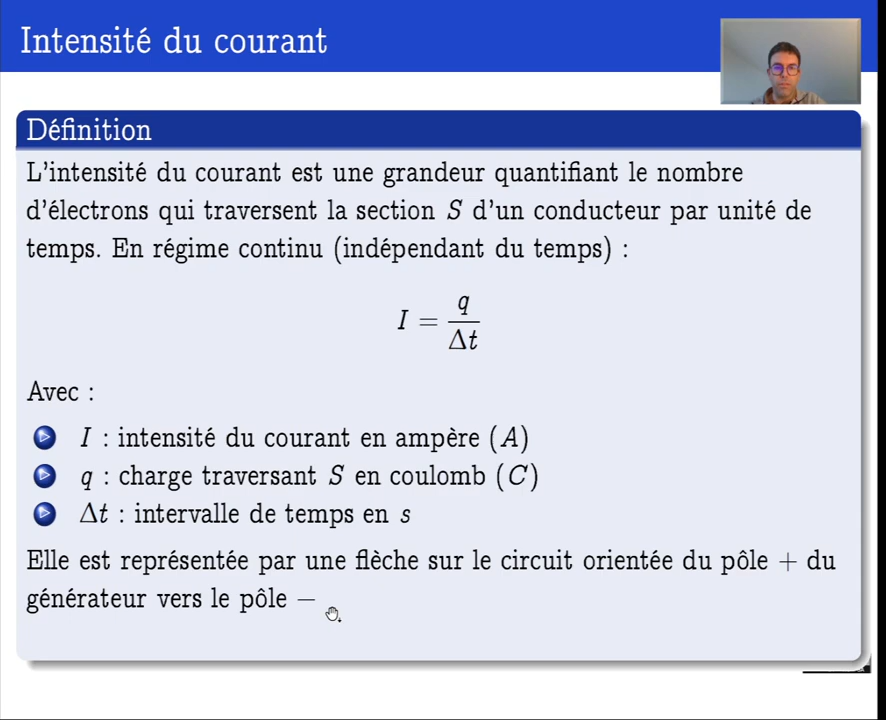 Intensité du courant
Définition
L'intensité du courant est une grandeur quantifiant le nombre
d'électrons qui traversent la section S d'un conducteur par unité de
temps. En régime continu (indépendant du temps) :
I = q / Δt
Avec :
I : intensité du courant en ampère (A)
q : charge traversant S en coulomb (C)
Δt : intervalle de temps en s
Elle est représentée par une flèche sur le circuit orientée du pôle + du
générateur vers le pôle −